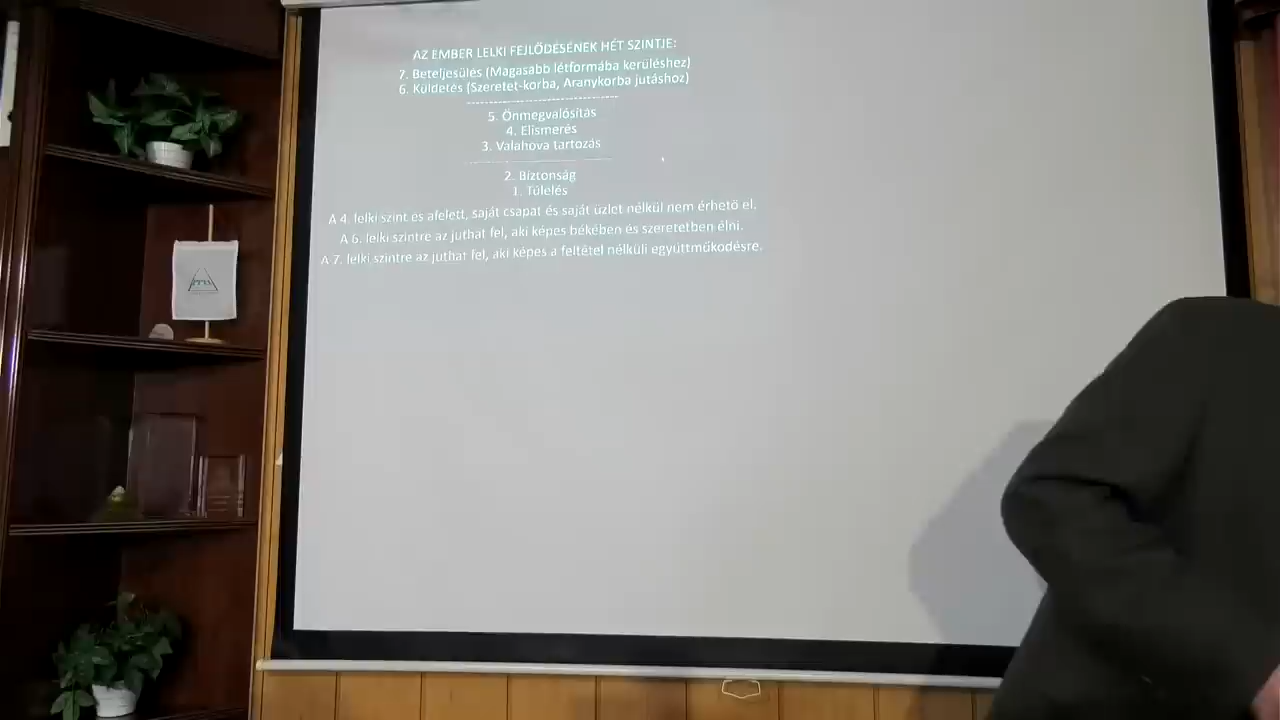 AZ EMBER LELKI FEJLŐDÉSÉNEK HÉT SZINTJE:
7. Beteljesülés (Magasabb létformába kerüléshez)
6. Küldetés (Szeretet-korba, Aranykorba jutáshoz)
5. Önmegvalósítás
4. Elismerés
3. Valahova tartozás
2. Biztonság
1. Túlélés
A 4. lelki szint és afelett, saját csapat és saját üzlet nélkül nem érhető el.
A 6. lelki szintre az juthat fel, aki képes békében és szeretetben élni.
A 7. lelki szintre az juthat fel, aki képes a feltétel nélküli együttműködésre.